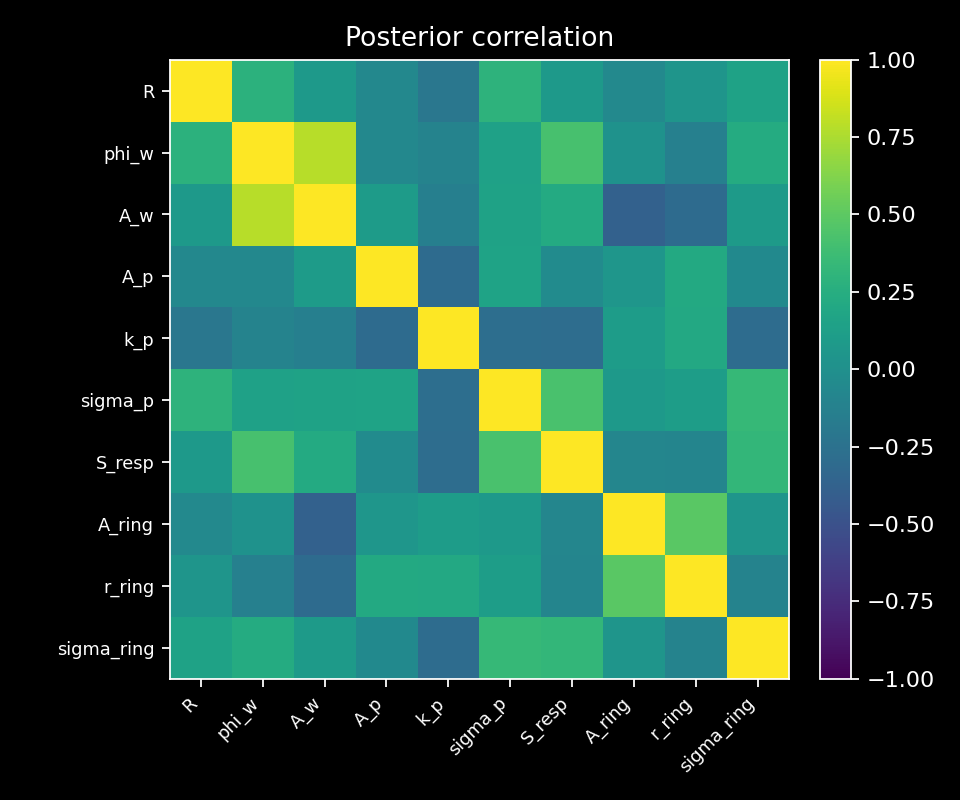 Posterior correlation
R
phi_w
A_w
A_p
k_p
sigma_p
S_resp
A_ring
r_ring
sigma_ring
R
phi_w
A_w
A_p
k_p
sigma_p
S_resp
A_ring
r_ring
sigma_ring
1.00
0.75
0.50
0.25
0.00
−0.25
−0.50
−0.75
−1.00